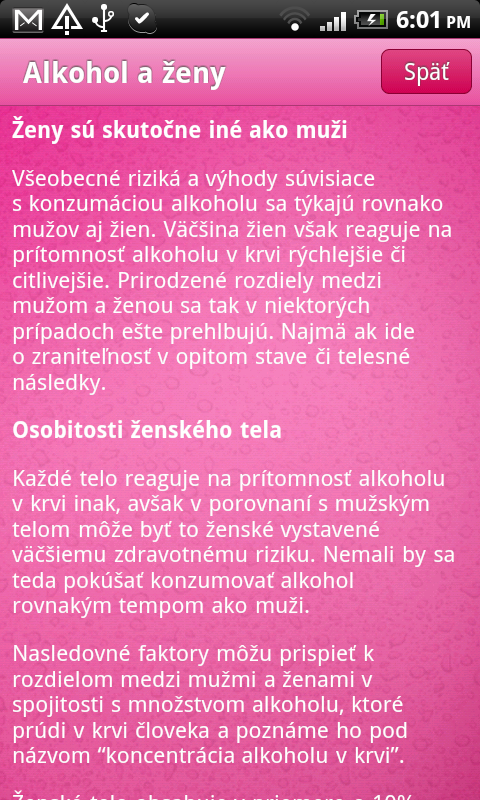 6:01 PM
Alkohol a ženy
Späť
Ženy sú skutočne iné ako muži
Všeobecné riziká a výhody súvisiace
s konzumáciou alkoholu sa týkajú rovnako
mužov aj žien. Väčšina žien však reaguje na
prítomnosť alkoholu v krvi rýchlejšie či
citlivejšie. Prirodzené rozdiely medzi
mužom a ženou sa tak v niektorých
prípadoch ešte prehlbujú. Najmä ak ide
o zraniteľnosť v opitom stave či telesné
následky.
Osobitosti ženského tela
Každé telo reaguje na prítomnosť alkoholu
v krvi inak, avšak v porovnaní s mužským
telom môže byť to ženské vystavené
väčšiemu zdravotnému riziku. Nemali by sa
teda pokúšať konzumovať alkohol
rovnakým tempom ako muži.
Nasledovné faktory môžu prispieť k
rozdielom medzi mužmi a ženami v
spojitosti s množstvom alkoholu, ktoré
prúdi v krvi človeka a poznáme ho pod
názvom “koncentrácia alkoholu v krvi”.
Ženské telo obsahuje v priemere o 10%